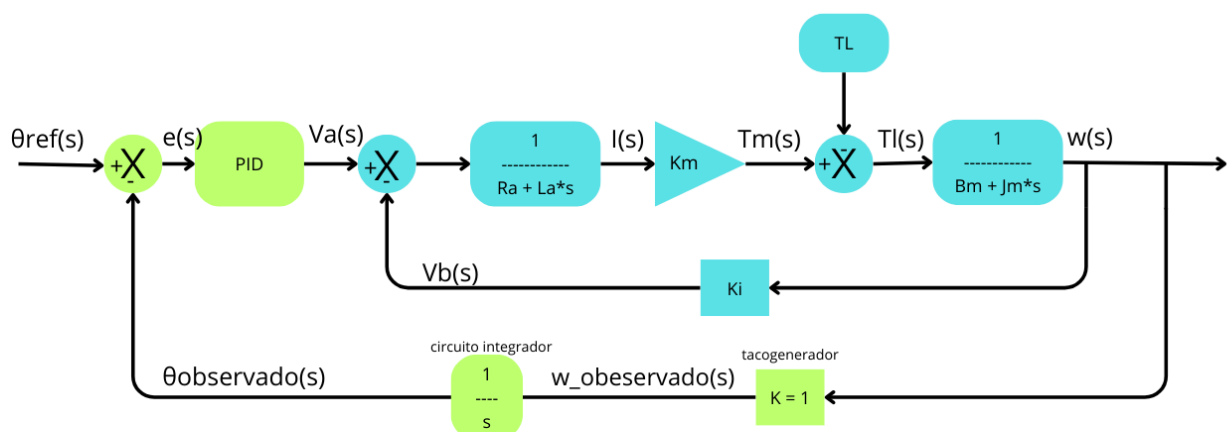 TL
θref(s)
+
-
X
e(s)
PID
Va(s)
+
-
X
1
------------
Ra + La*s
I(s)
Km
Tm(s)
+
-
X
Tl(s)
1
------------
Bm + Jm*s
w(s)
Vb(s)
Ki
circuito integrador
tacogenerador
θobservado(s)
1
----
s
w_obeservado(s)
K = 1